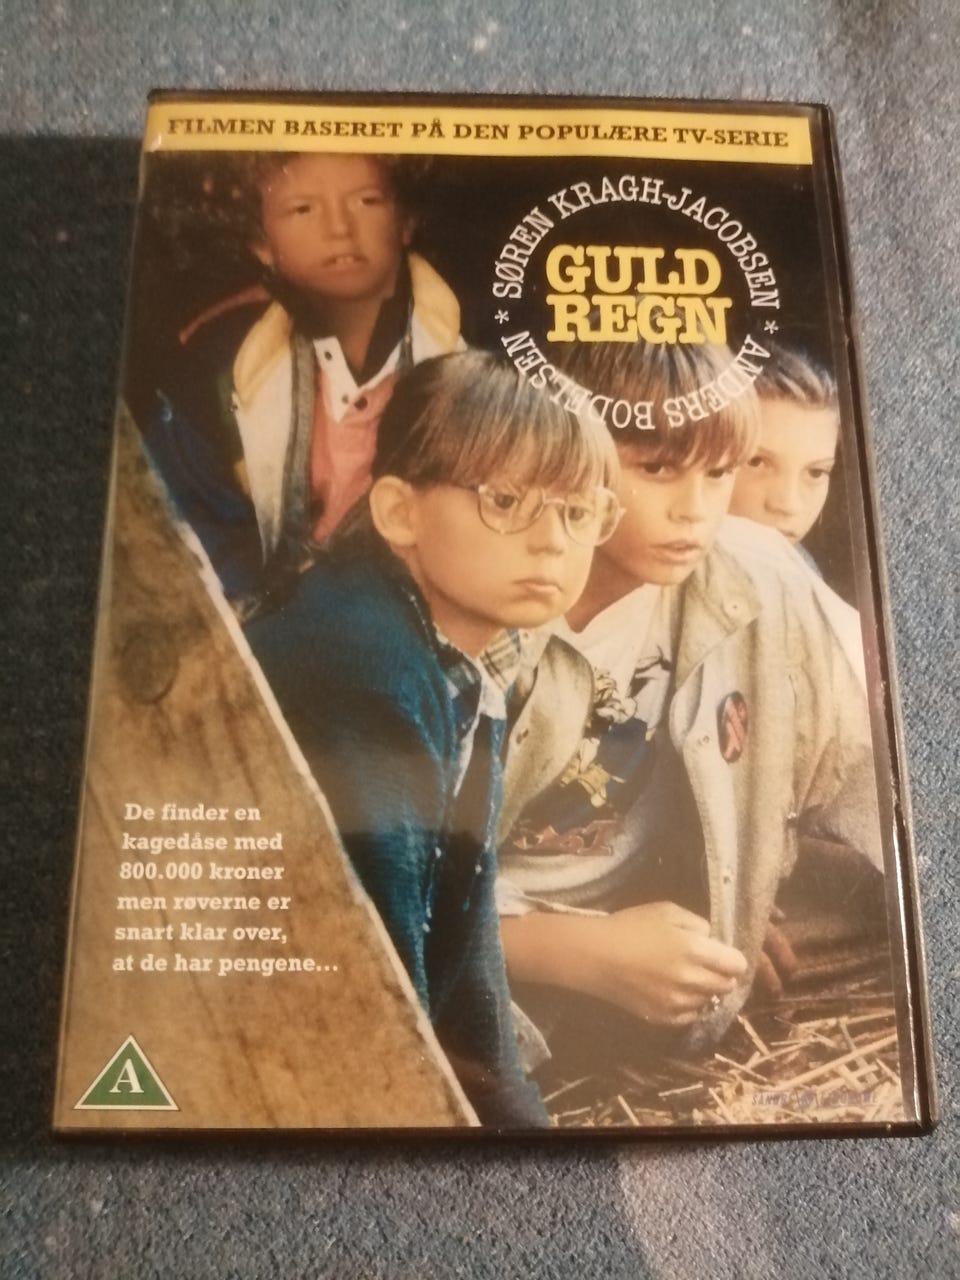 FILMEN BASERET PÅ DEN POPULÆRE TV-SERIE
SØREN KRAGH-JACOBSEN * ANDERS BODELSEN *
GULD
REGN
De finder en
kagedåse med
800.000 kroner
men røverne er
snart klar over,
at de har pengene...
A